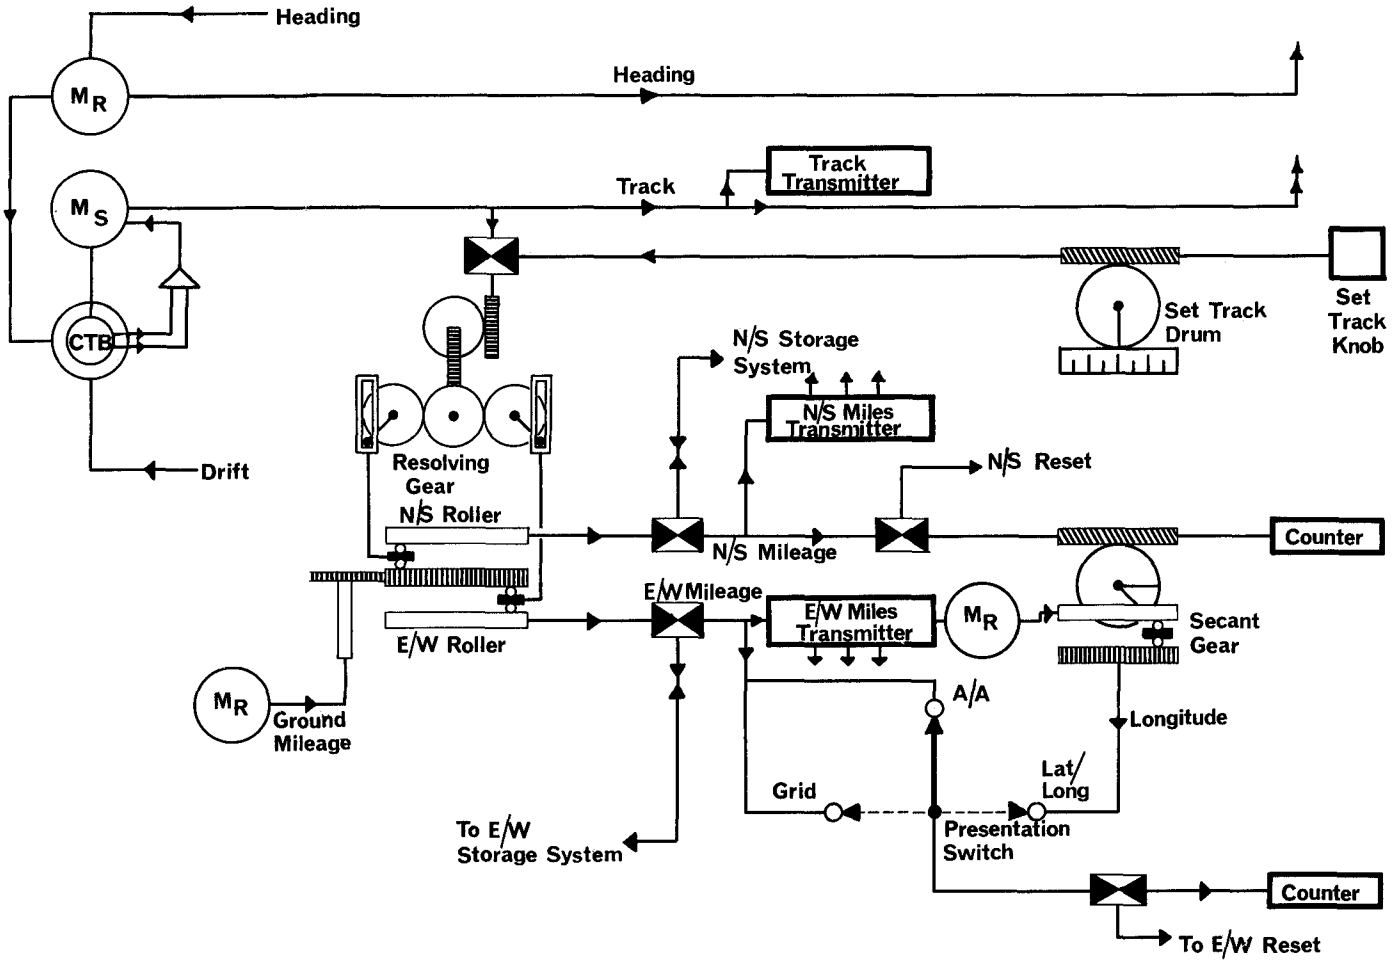 Heading
MR
Heading
Track
Transmitter
MS
Track
CTB
Set
Track
Knob
Set Track
Drum
N/S Storage
System
N/S Miles
Transmitter
Drift
Resolving
Gear
N/S Reset
N/S Roller
N/S Mileage
Counter
E/W Mileage
E/W Miles
Transmitter
MR
Secant
Gear
E/W Roller
MR
Ground
Mileage
A/A
Longitude
Lat/
Long
Grid
To E/W
Storage System
Presentation
Switch
Counter
To E/W Reset